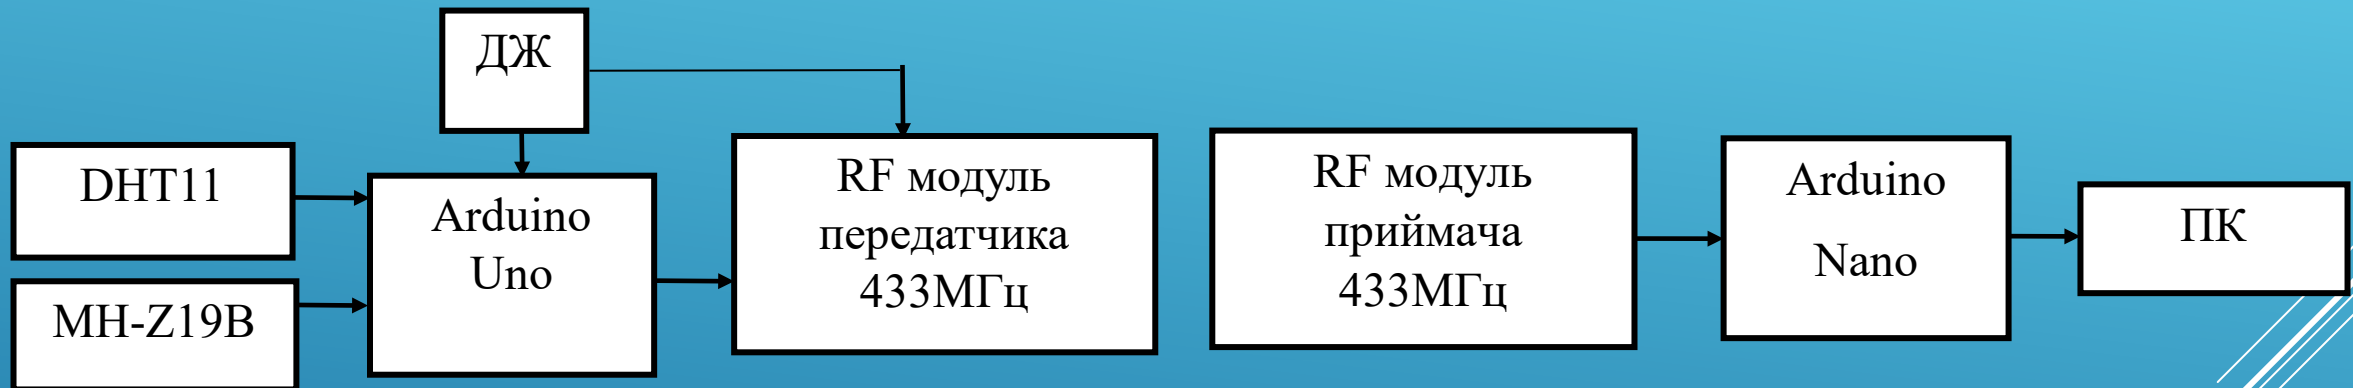 ДЖ
DHT11
MH-Z19B
Arduino
Uno
RF модуль
передатчика
433МГц
RF модуль
приймача
433МГц
Arduino
Nano
ПК